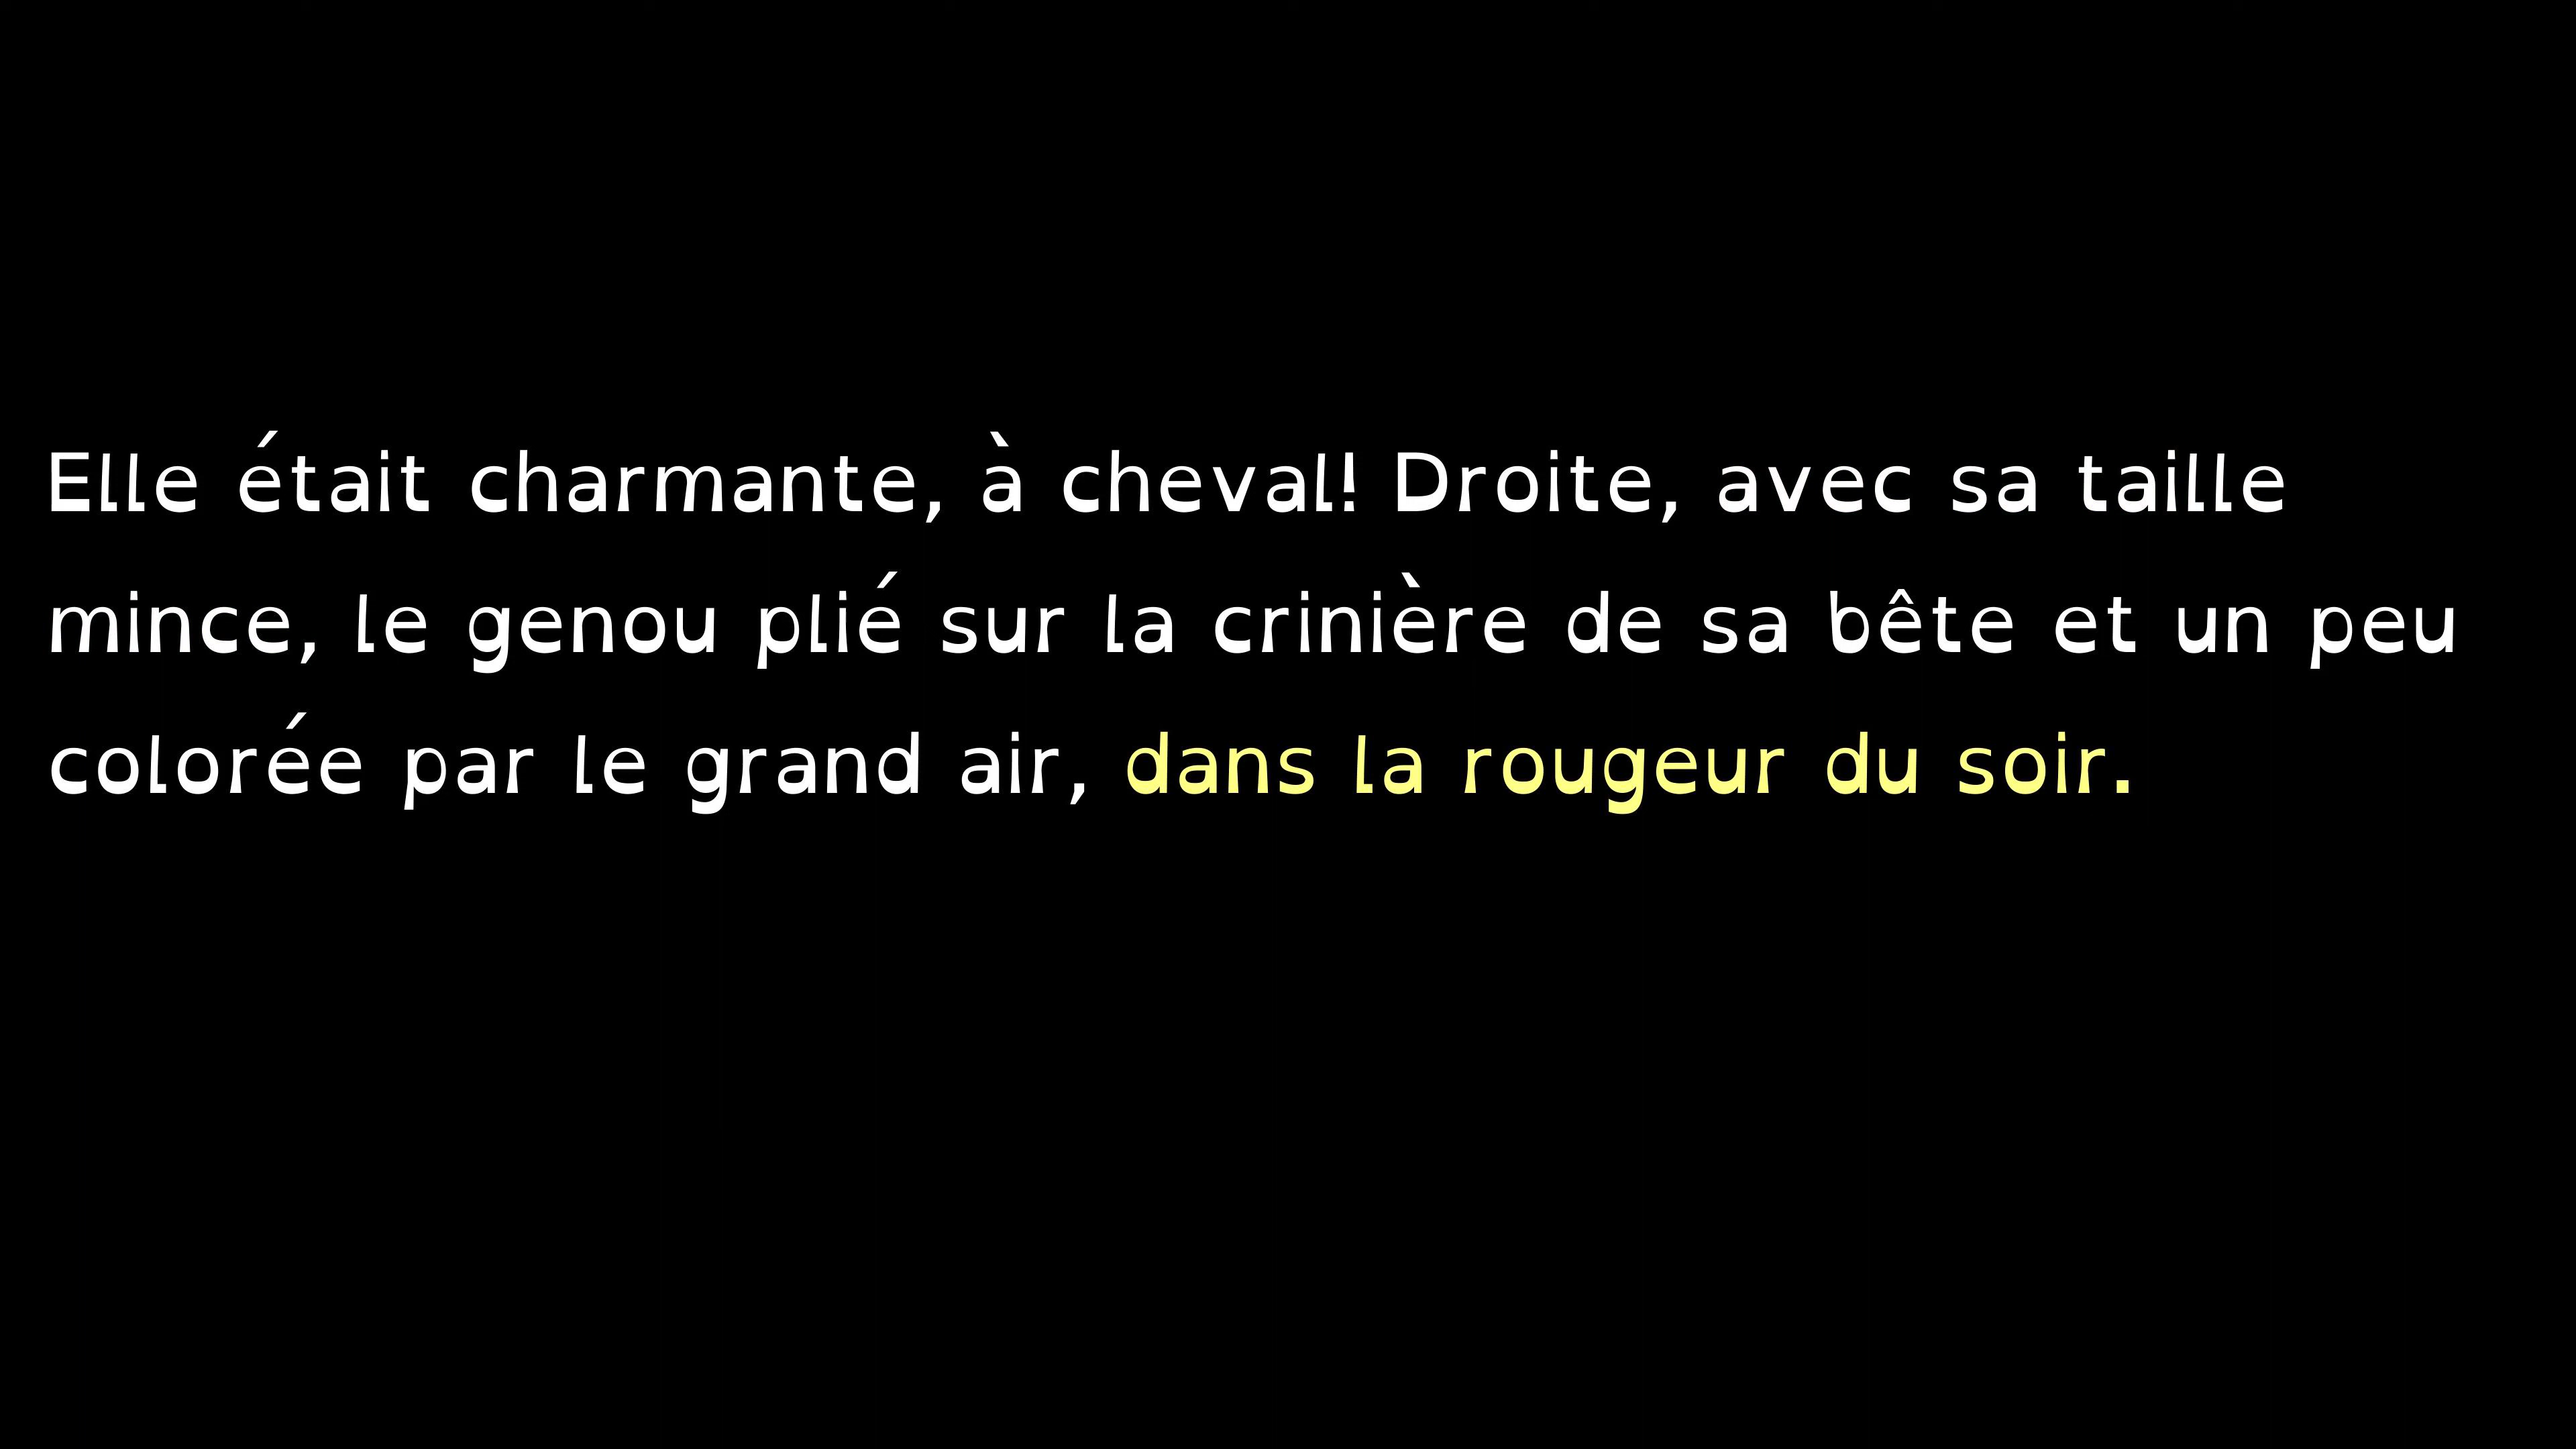 Elle était charmante, à cheval! Droite, avec sa taille
mince, le genou plié sur la crinière de sa bête et un peu
colorée par le grand air, dans la rougeur du soir.